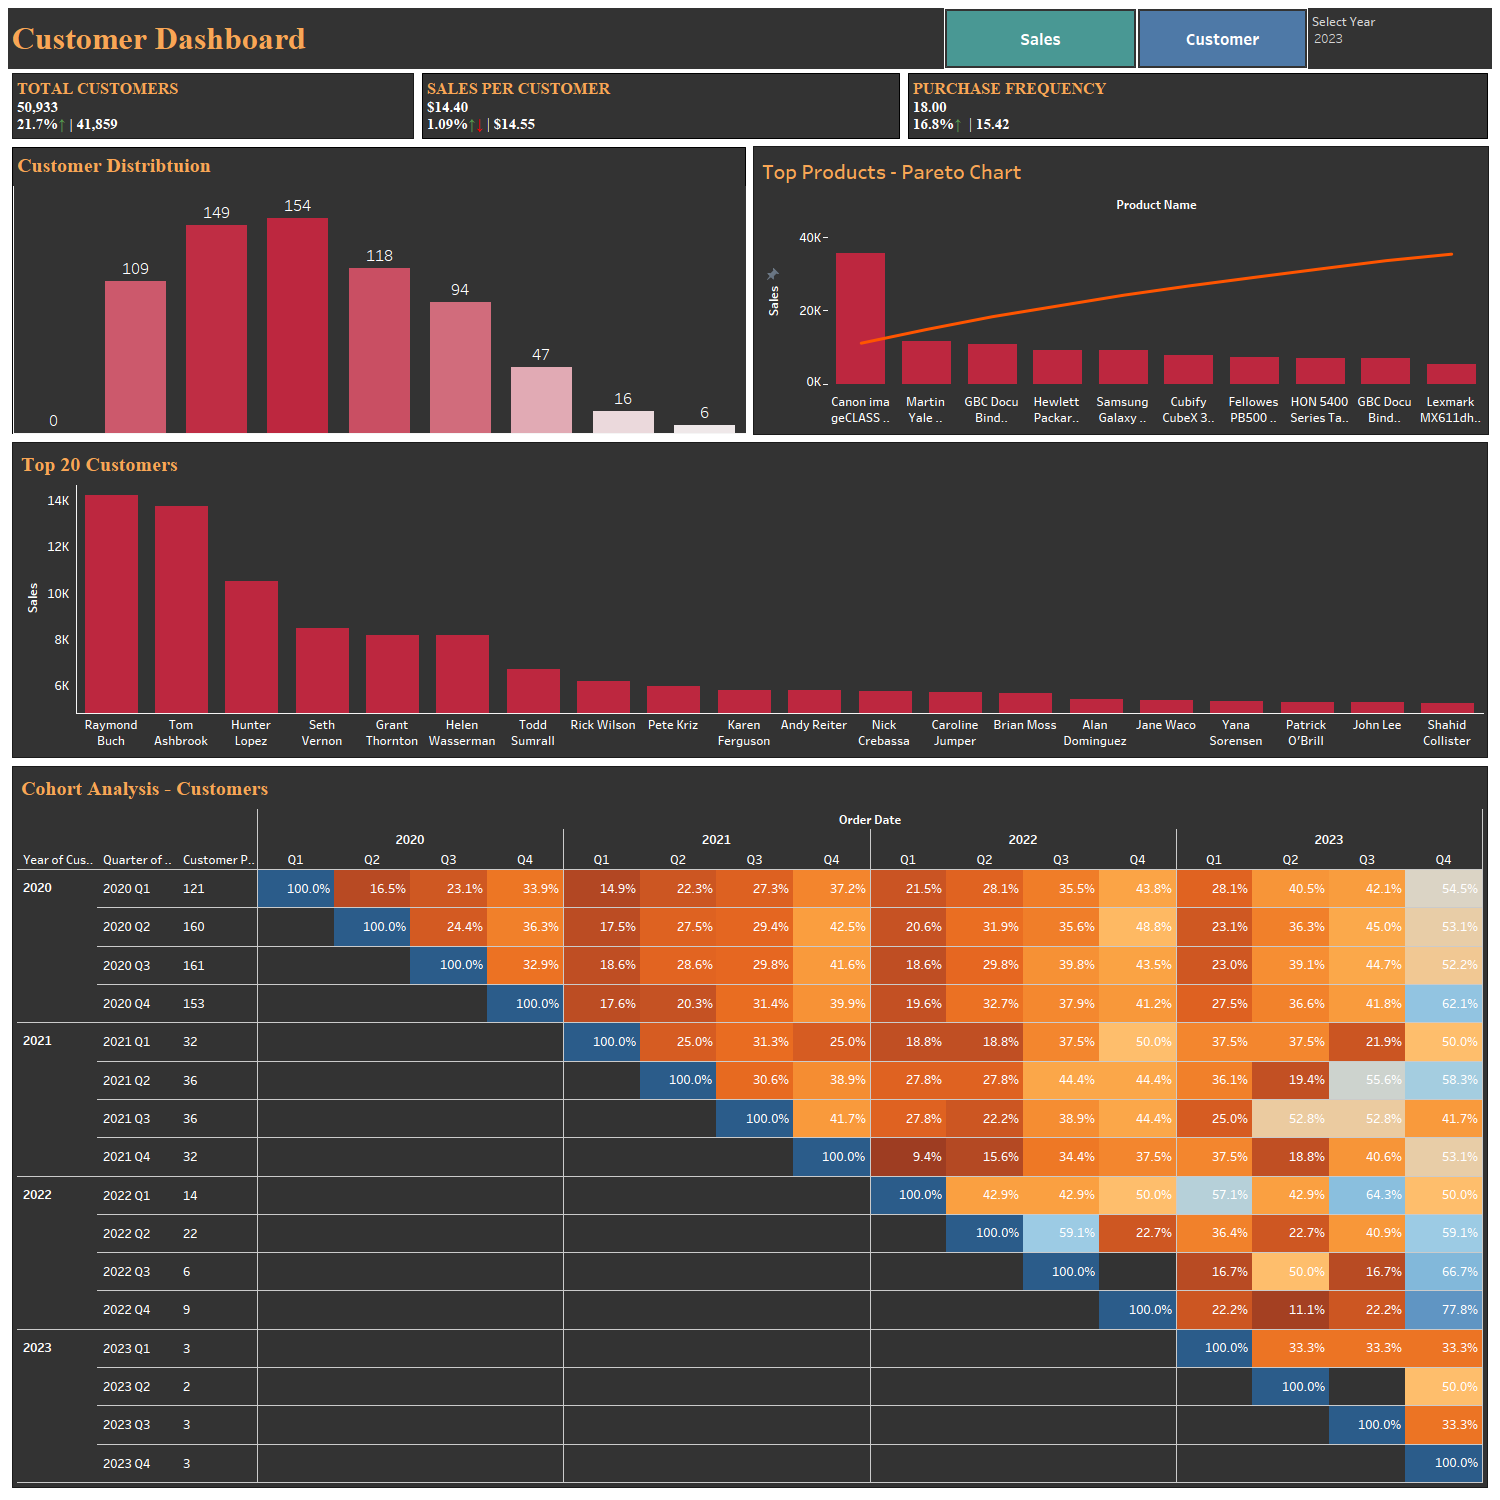 Customer Dashboard
Sales
Customer
Select Year
2023
TOTAL CUSTOMERS
50,933
21.7%↑ | 41,859
SALES PER CUSTOMER
$14.40
1.09%↑↓ | $14.55
PURCHASE FREQUENCY
18.00
16.8%↑ | 15.42
Customer Distribtuion
0 109 149 154 118 94 47 16 6
Top Products - Pareto Chart
Product Name
Sales
40K
20K
0K
Canon ima Martin GBC Docu Hewlett Samsung Cubify Fellowes HON 5400 GBC Docu Lexmark
geCLASS .. Yale .. Bind.. Packar.. Galaxy .. CubeX 3.. PB500 .. Series Ta.. Bind.. MX611dh..
Top 20 Customers
Sales
14K
12K
10K
8K
6K
Raymond Tom Hunter Seth Grant Helen Todd Rick Wilson Pete Kriz Karen Andy Reiter Nick Caroline Brian Moss Alan Jane Waco Yana Patrick John Lee Shahid
Buch Ashbrook Lopez Vernon Thornton Wasserman Sumrall Ferguson Crebassa Jumper Dominguez Sorensen O'Brill Collister
Cohort Analysis - Customers
Order Date
2020 2021 2022 2023
Year of Cus.. Quarter of .. Customer P.. Q1 Q2 Q3 Q4 Q1 Q2 Q3 Q4 Q1 Q2 Q3 Q4 Q1 Q2 Q3 Q4
2020 2020 Q1 121 100.0% 16.5% 23.1% 33.9% 14.9% 22.3% 27.3% 37.2% 21.5% 28.1% 35.5% 43.8% 28.1% 40.5% 42.1% 54.5%
2020 Q2 160 100.0% 24.4% 36.3% 17.5% 27.5% 29.4% 42.5% 20.6% 31.9% 35.6% 48.8% 23.1% 36.3% 45.0% 53.1%
2020 Q3 161 100.0% 32.9% 18.6% 28.6% 29.8% 41.6% 18.6% 29.8% 39.8% 43.5% 23.0% 39.1% 44.7% 52.2%
2020 Q4 153 100.0% 17.6% 20.3% 31.4% 39.9% 19.6% 32.7% 37.9% 41.2% 27.5% 36.6% 41.8% 62.1%
2021 2021 Q1 32 100.0% 25.0% 31.3% 25.0% 18.8% 18.8% 37.5% 50.0% 37.5% 37.5% 21.9% 50.0%
2021 Q2 36 100.0% 30.6% 38.9% 27.8% 27.8% 44.4% 44.4% 36.1% 19.4% 55.6% 58.3%
2021 Q3 36 100.0% 41.7% 27.8% 22.2% 38.9% 44.4% 25.0% 52.8% 52.8% 41.7%
2021 Q4 32 100.0% 9.4% 15.6% 34.4% 37.5% 37.5% 18.8% 40.6% 53.1%
2022 2022 Q1 14 100.0% 42.9% 42.9% 50.0% 57.1% 42.9% 64.3% 50.0%
2022 Q2 22 100.0% 59.1% 22.7% 36.4% 22.7% 40.9% 59.1%
2022 Q3 6 100.0% 16.7% 50.0% 16.7% 66.7%
2022 Q4 9 100.0% 22.2% 11.1% 22.2% 77.8%
2023 2023 Q1 3 100.0% 33.3% 33.3% 33.3%
2023 Q2 2 100.0% 50.0%
2023 Q3 3 100.0% 33.3%
2023 Q4 3 100.0%